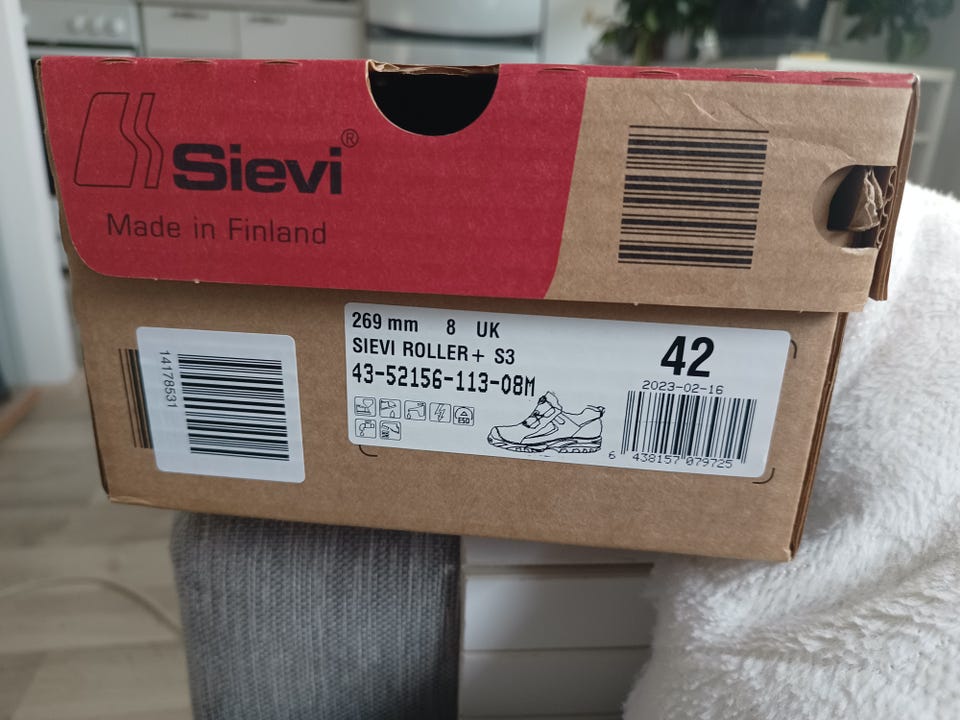 Sievi®
Made in Finland
269 mm 8 UK
SIEVI ROLLER+ S3
43-52156-113-08M
42
2023-02-16
ESD
6 438157 079725
14178531